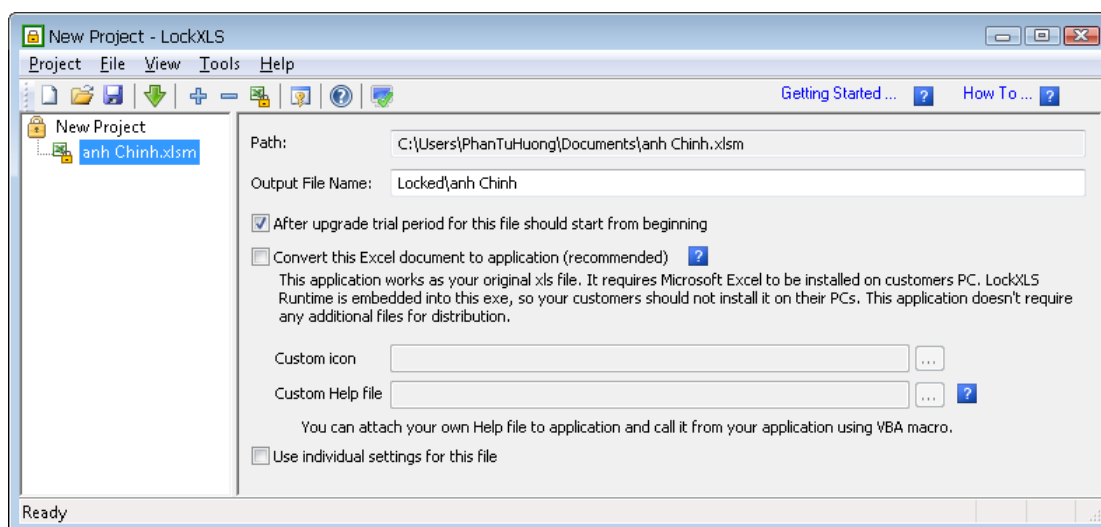 New Project - LockXLS
Project File View Tools Help
Getting Started ... ? How To ... ?
New Project
anh Chinh.xlsm
Path: C:\Users\PhanTuHuong\Documents\anh Chinh.xlsm
Output File Name: Locked\anh Chinh
After upgrade trial period for this file should start from beginning
Convert this Excel document to application (recommended) ?
This application works as your original xls file. It requires Microsoft Excel to be installed on customers PC. LockXLS
Runtime is embedded into this exe, so your customers should not install it on their PCs. This application doesn't require
any additional files for distribution.
Custom icon ...
Custom Help file ... ?
You can attach your own Help file to application and call it from your application using VBA macro.
Use individual settings for this file
Ready